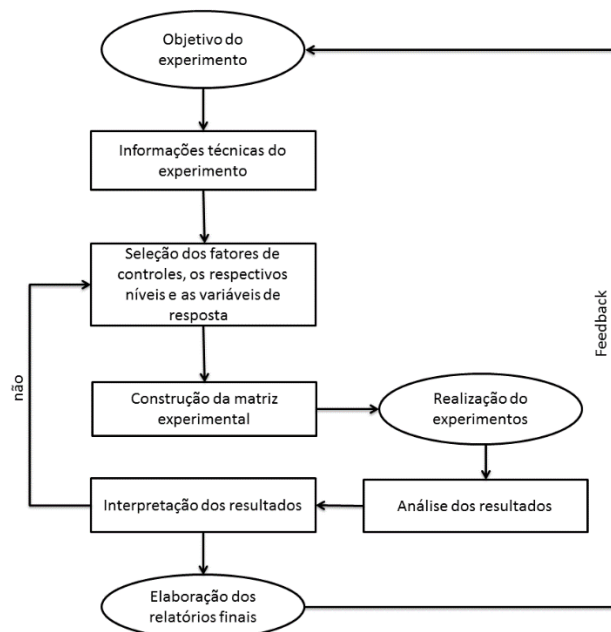 Objetivo do
experimento
Informações técnicas do
experimento
Seleção dos fatores de
controles, os respectivos
níveis e as variáveis de
resposta
não
Construção da matriz
experimental
Realização do
experimentos
Feedback
Interpretação dos resultados
Análise dos resultados
Elaboração dos
relatórios finais